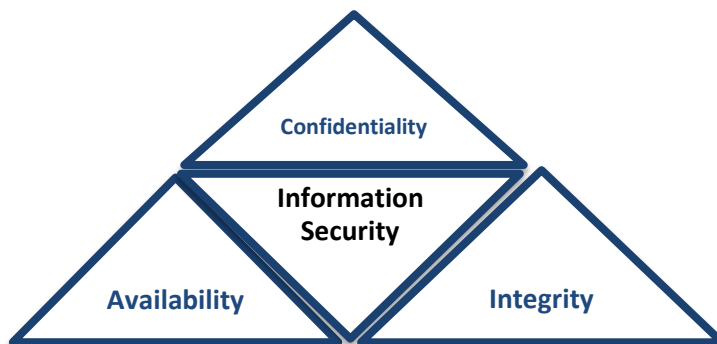 Confidentiality
Information
Security
Availability
Integrity